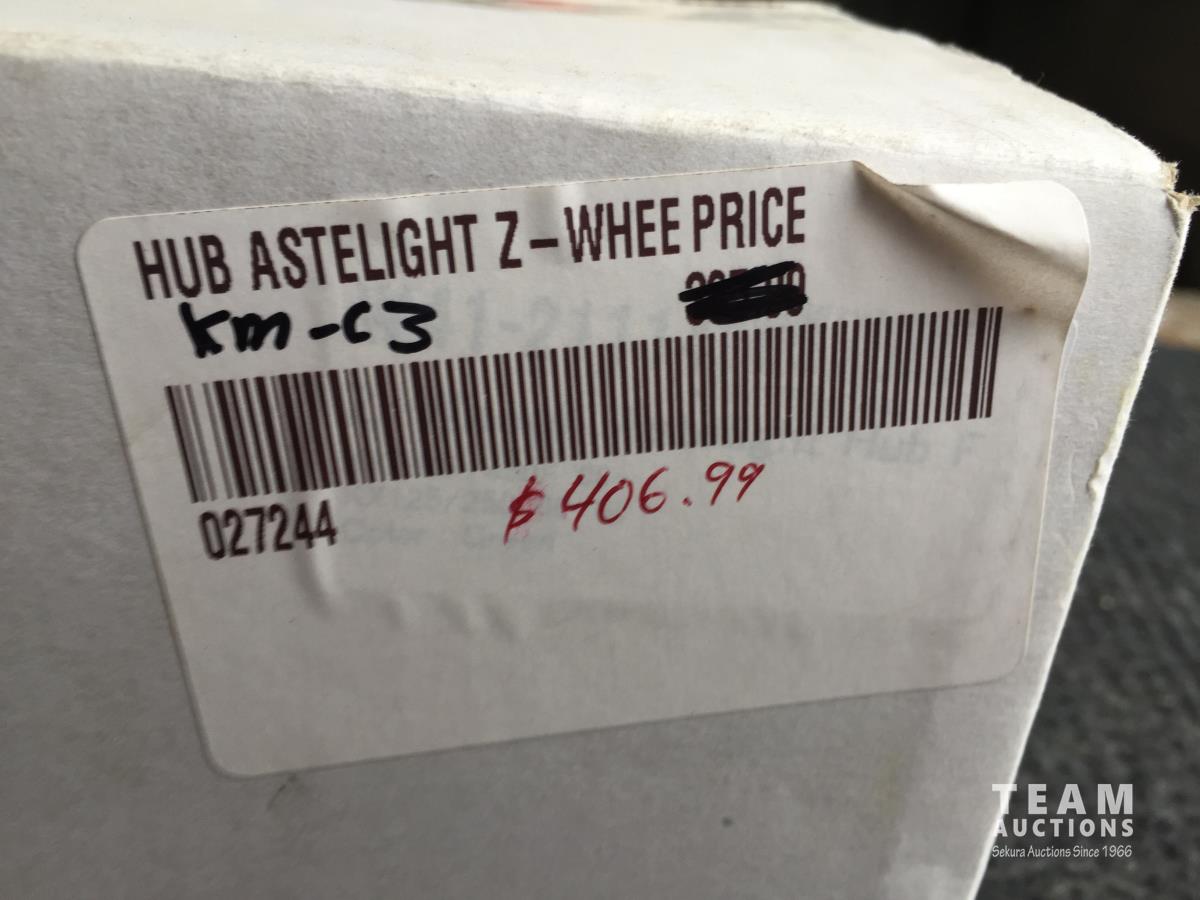 HUB ASTELIGHT Z-WHEE PRICE
Km-C3
027244
$406.99
TEAM
AUCTIONS
Sekura Auctions Since 1966